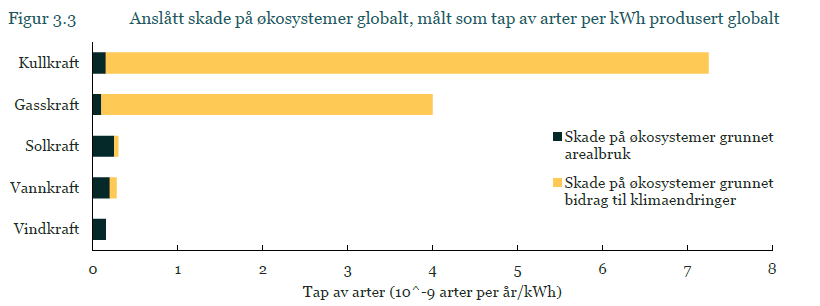 Figur 3.3 Anslått skade på økosystemer globalt, målt som tap av arter per kWh produsert globalt
Kullkraft
Gasskraft
Solkraft
Vannkraft
Vindkraft
Skade på økosystemer grunnet
arealbruk
Skade på økosystemer grunnet
bidrag til klimaendringer
0 1 2 3 4 5 6 7 8
Tap av arter (10^-9 arter per år/kWh)